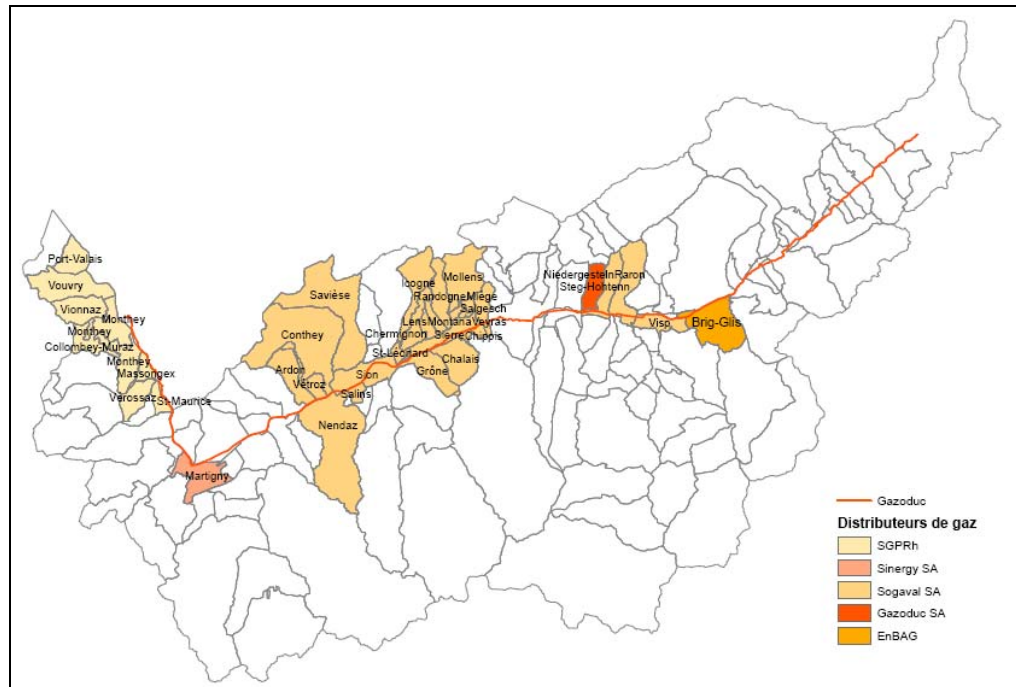 Port-Valais
Vouvry
Vionnaz
Monthey
Monthey
Collombey-Muraz
Monthey
Massongex
Vérossaz
St-Maurice
Martigny
Savièse
Conthey
Ardon
Vétroz
Nendaz
Salins
Sion
St-Léonard
Grône
Chalais
Chermignon
Lens
Icogne
Randogne
Montana
Mollens
Miège
Salgesch
Veyras
Sierre
Chippis
Niedergesteln
Raron
Steg-Hohtenn
Visp
Brig-Glis
Gazoduc
Distributeurs de gaz
SGPRh
Sinergy SA
Sogaval SA
Gazoduc SA
EnBAG